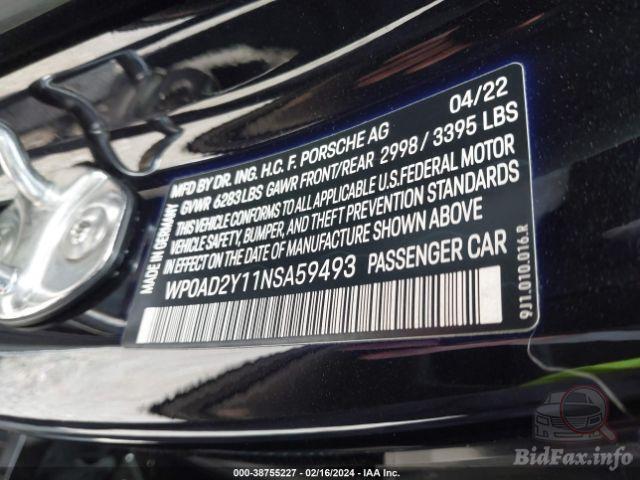 04/22
MFD BY DR. ING. H.C. F. PORSCHE AG
GVWR 6283 LBS GAWR FRONT/REAR 2998 / 3395 LBS
THIS VEHICLE CONFORMS TO ALL APPLICABLE U.S.FEDERAL MOTOR
VEHICLE SAFETY, BUMPER, AND THEFT PREVENTION STANDARDS
IN EFFECT ON THE DATE OF MANUFACTURE SHOWN ABOVE
MADE IN GERMANY
WP0AD2Y11NSA59493 PASSENGER CAR
9J1.010.016.R
000-38755227 - 02/16/2024 - IAA Inc.
BidFax.info